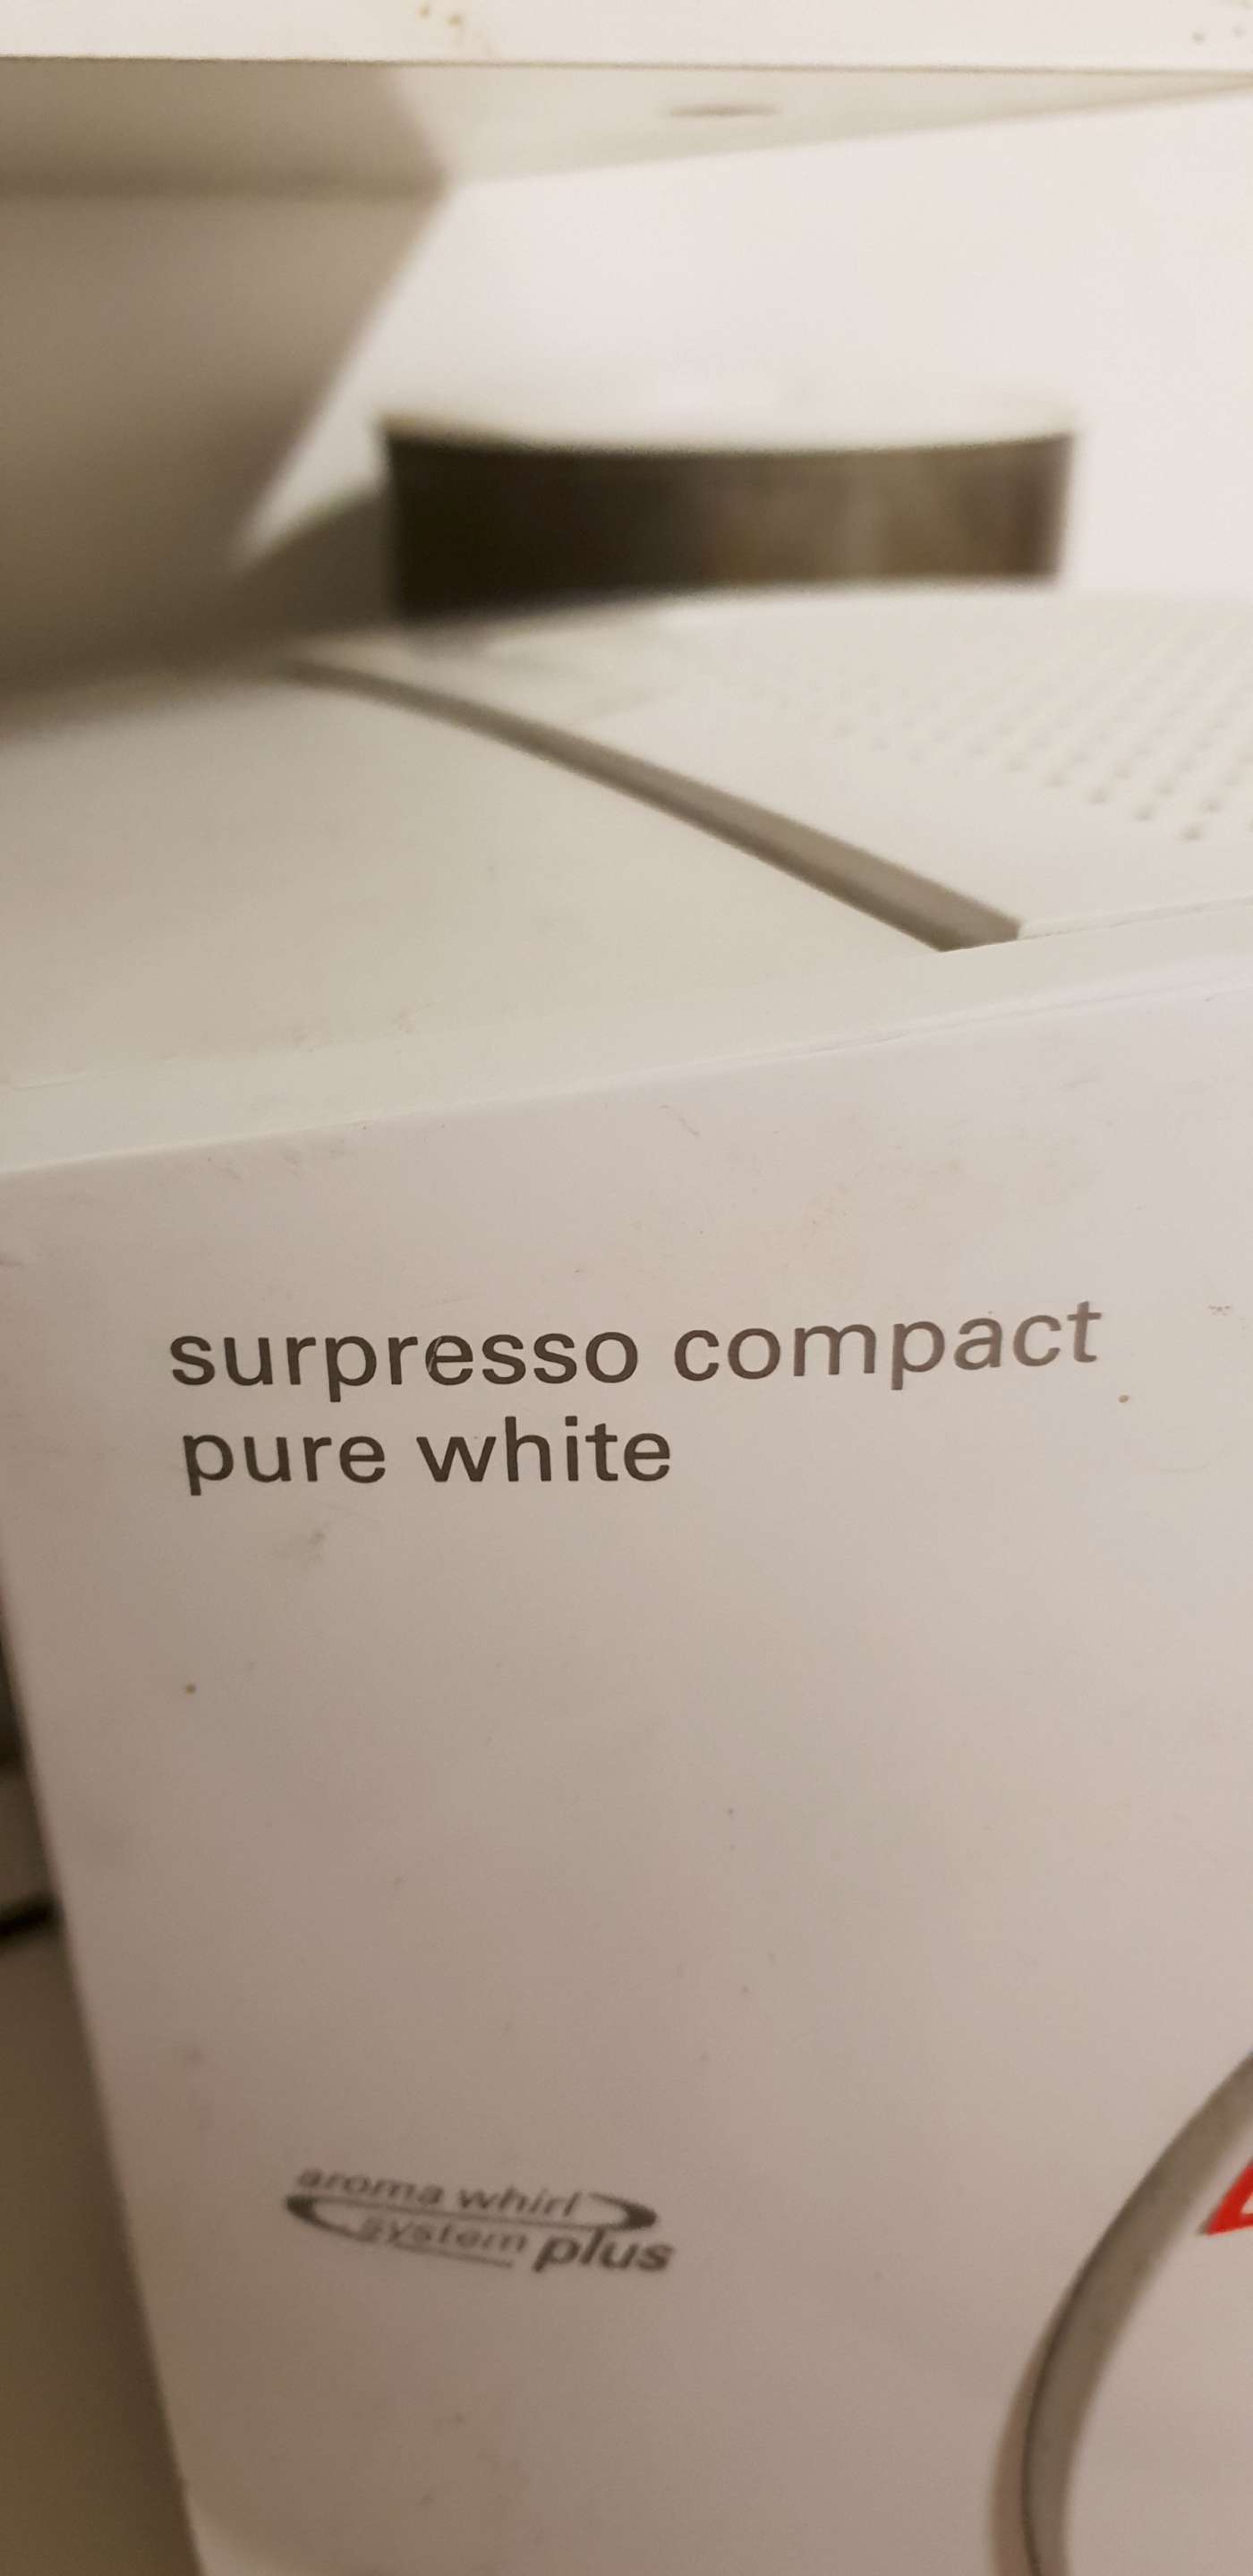 surpresso compact
pure white
aroma whirl
system plus